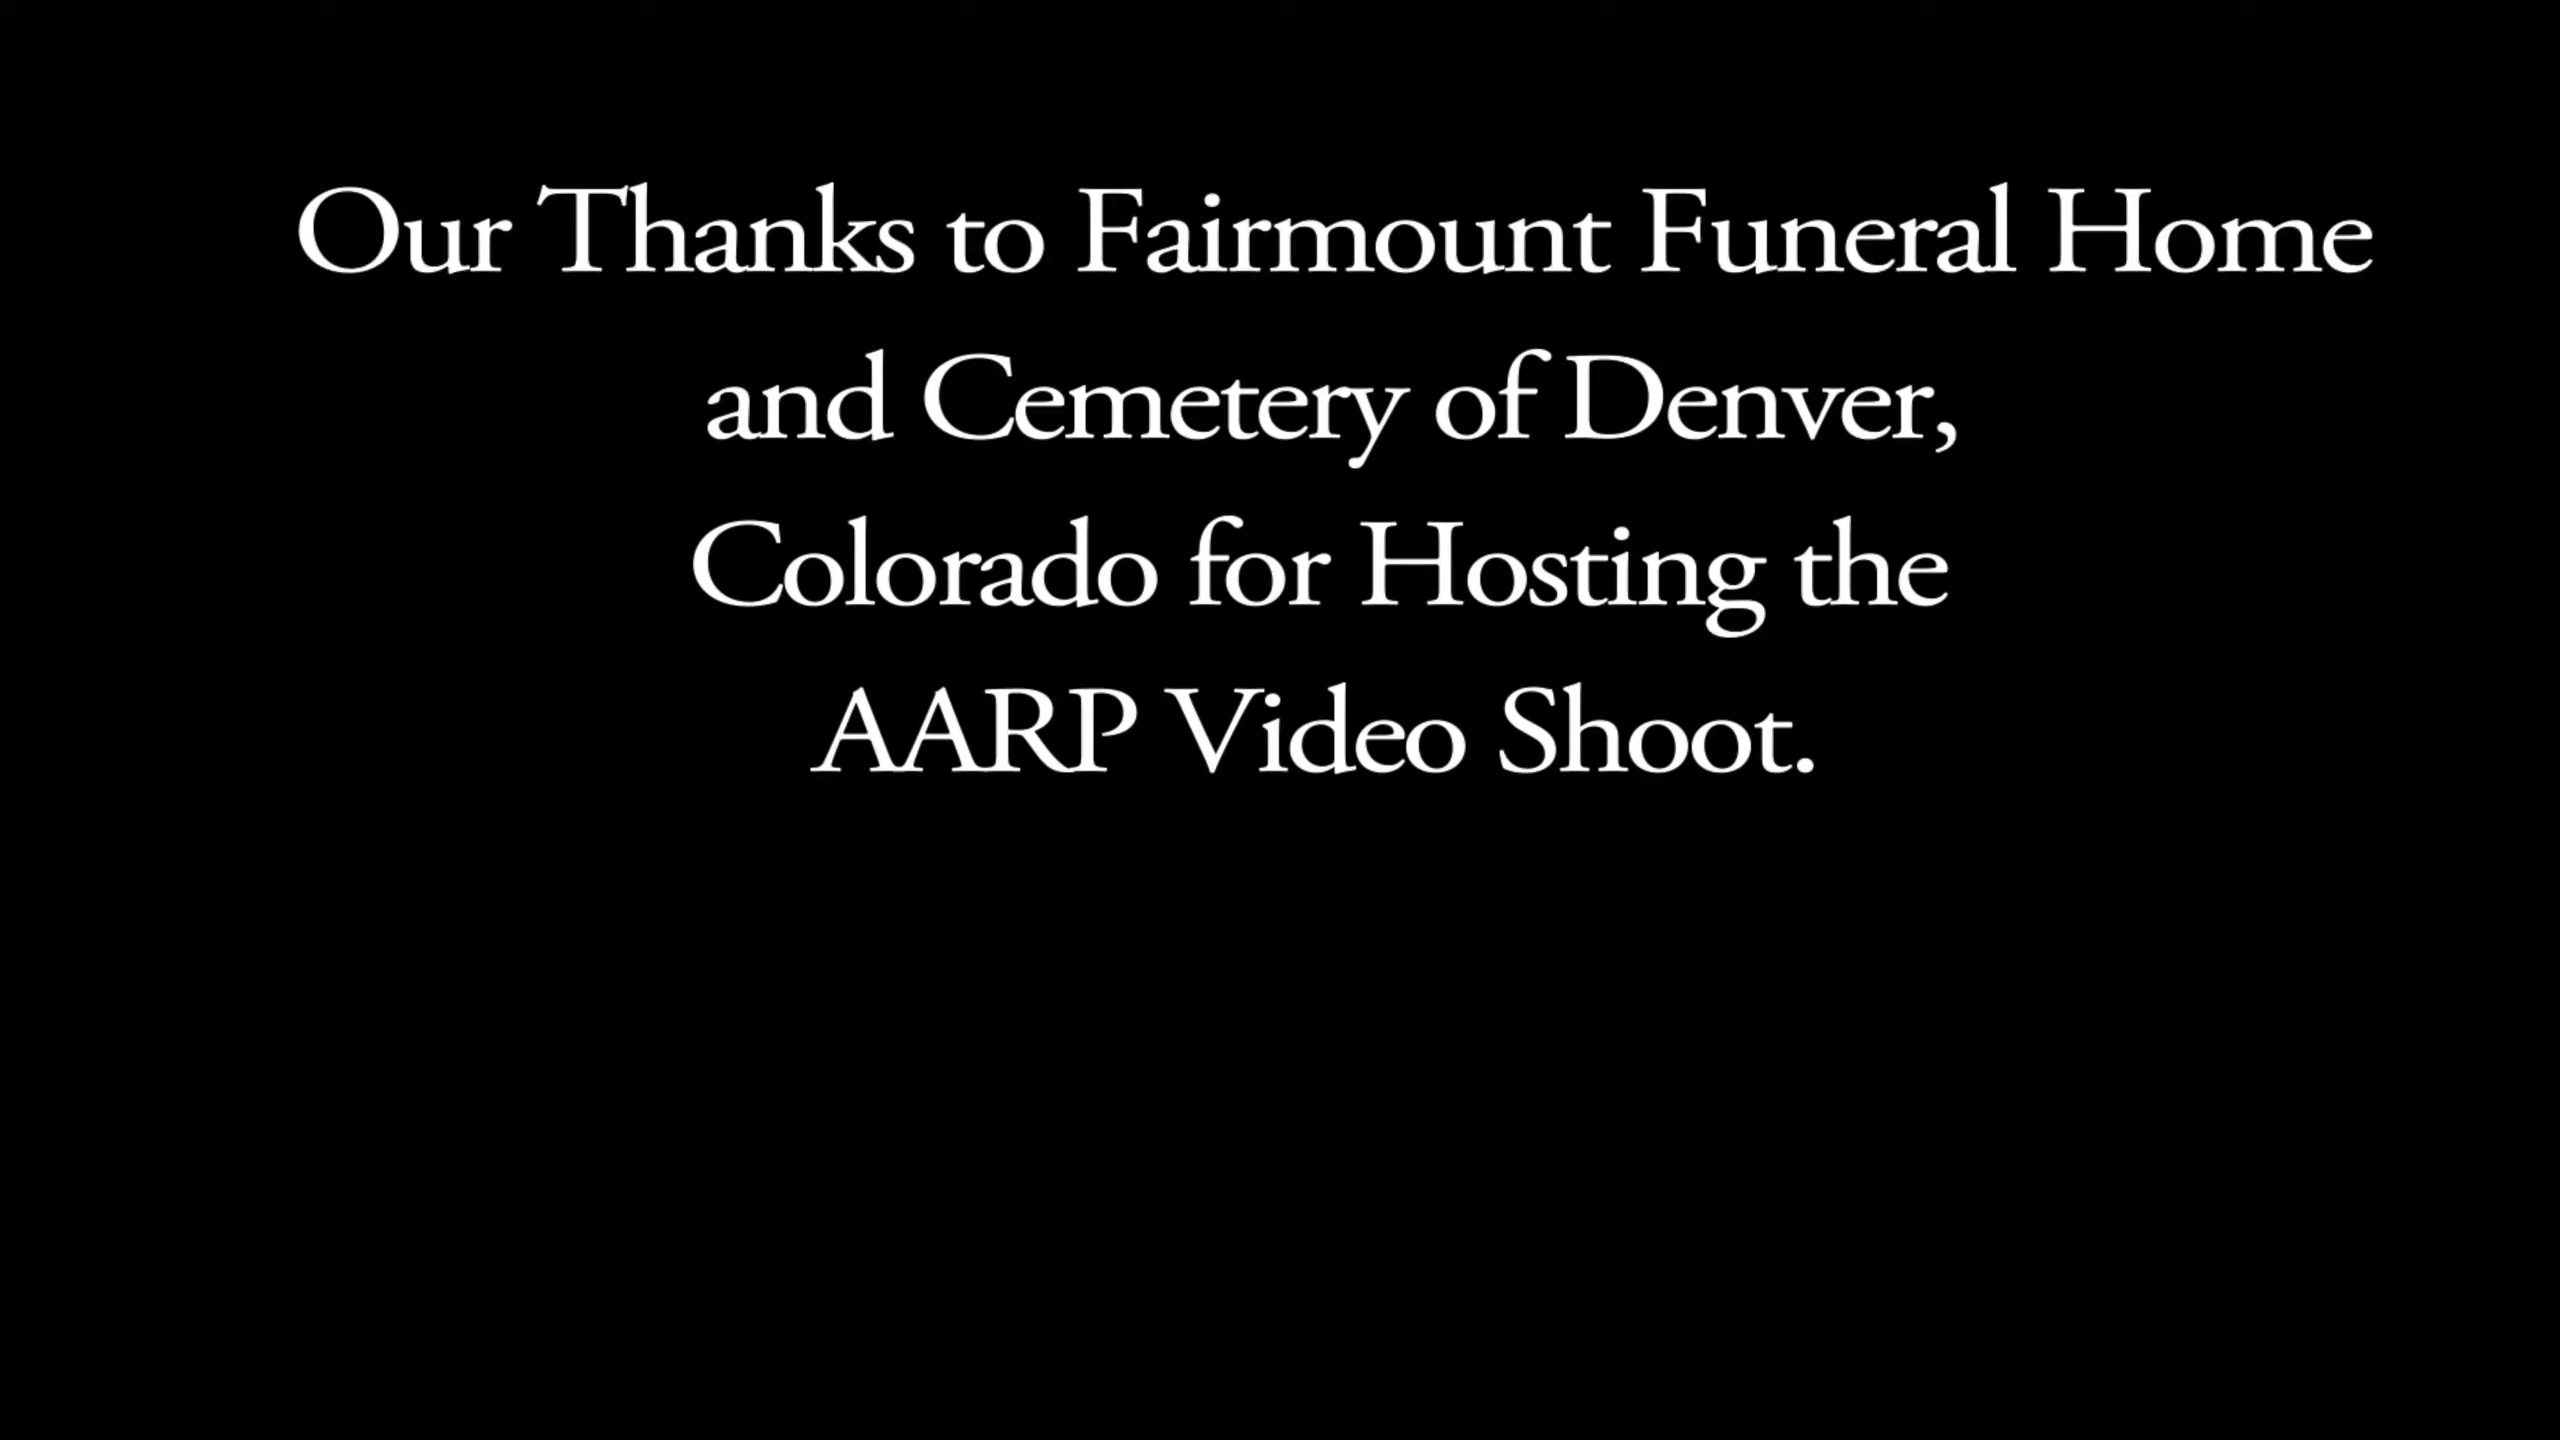 Our Thanks to Fairmount Funeral Home
and Cemetery of Denver,
Colorado for Hosting the
AARP Video Shoot.